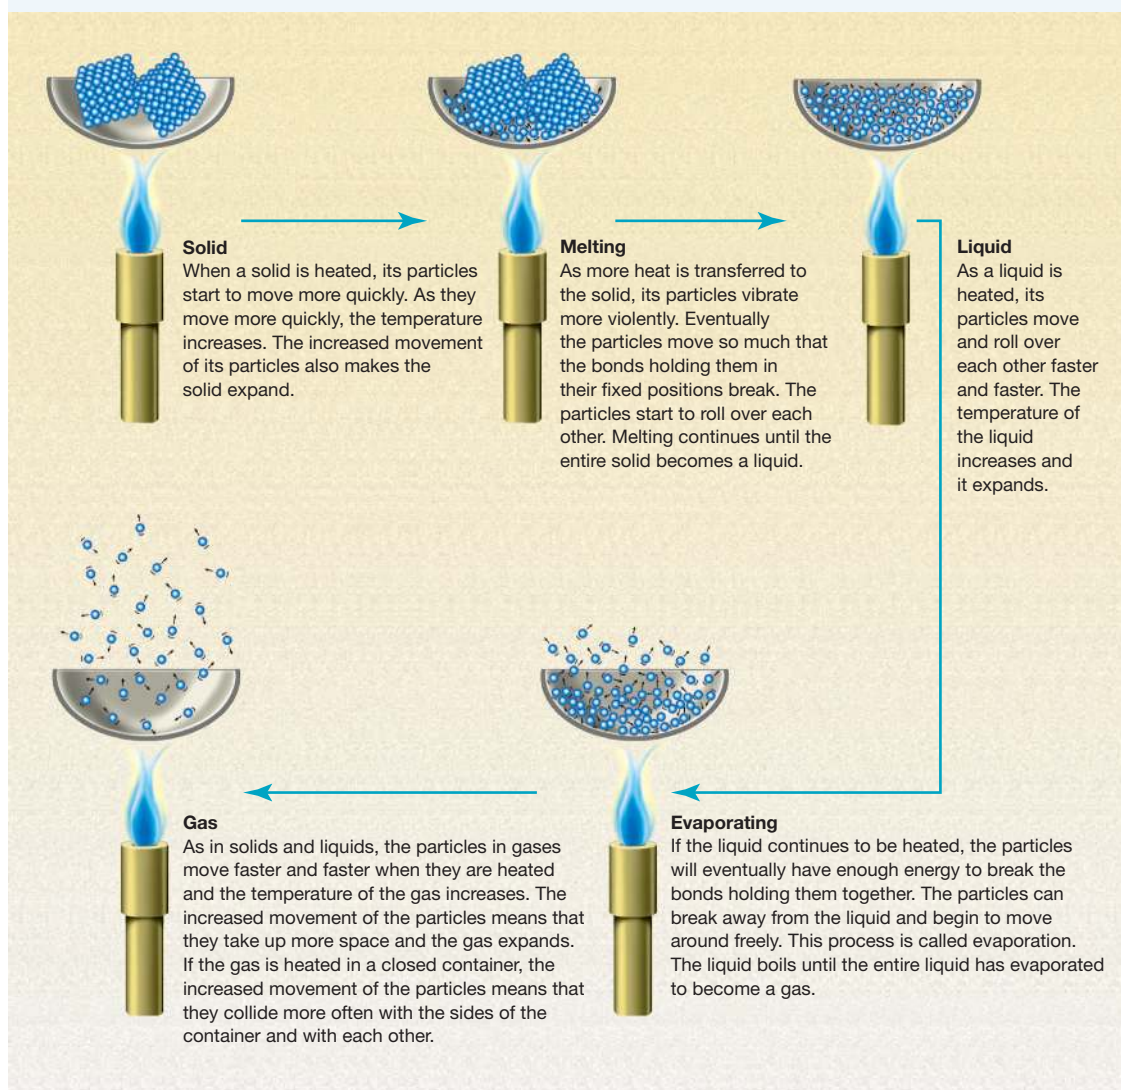 Solid
When a solid is heated, its particles
start to move more quickly. As they
move more quickly, the temperature
increases. The increased movement
of its particles also makes the
solid expand.
Melting
As more heat is transferred to
the solid, its particles vibrate
more violently. Eventually
the particles move so much that
the bonds holding them in
their fixed positions break. The
particles start to roll over each
other. Melting continues until the
entire solid becomes a liquid.
Liquid
As a liquid is
heated, its
particles move
and roll over
each other faster
and faster. The
temperature of
the liquid
increases and
it expands.
Evaporating
If the liquid continues to be heated, the particles
will eventually have enough energy to break the
bonds holding them together. The particles can
break away from the liquid and begin to move
around freely. This process is called evaporation.
The liquid boils until the entire liquid has evaporated
to become a gas.
Gas
As in solids and liquids, the particles in gases
move faster and faster when they are heated
and the temperature of the gas increases. The
increased movement of the particles means that
they take up more space and the gas expands.
If the gas is heated in a closed container, the
increased movement of the particles means that
they collide more often with the sides of the
container and with each other.